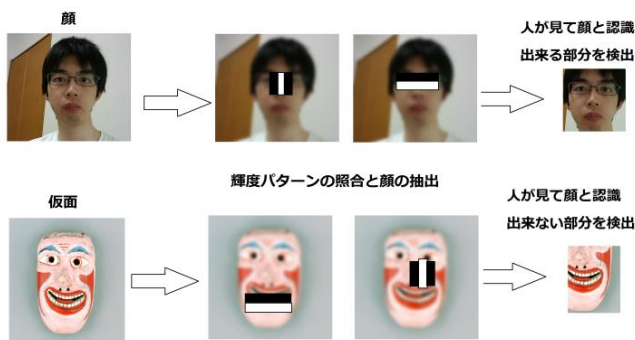 顔
人が見て顔と認識
出来る部分を検出
輝度パターンの照合と顔の抽出
仮面
人が見て顔と認識
出来ない部分を検出